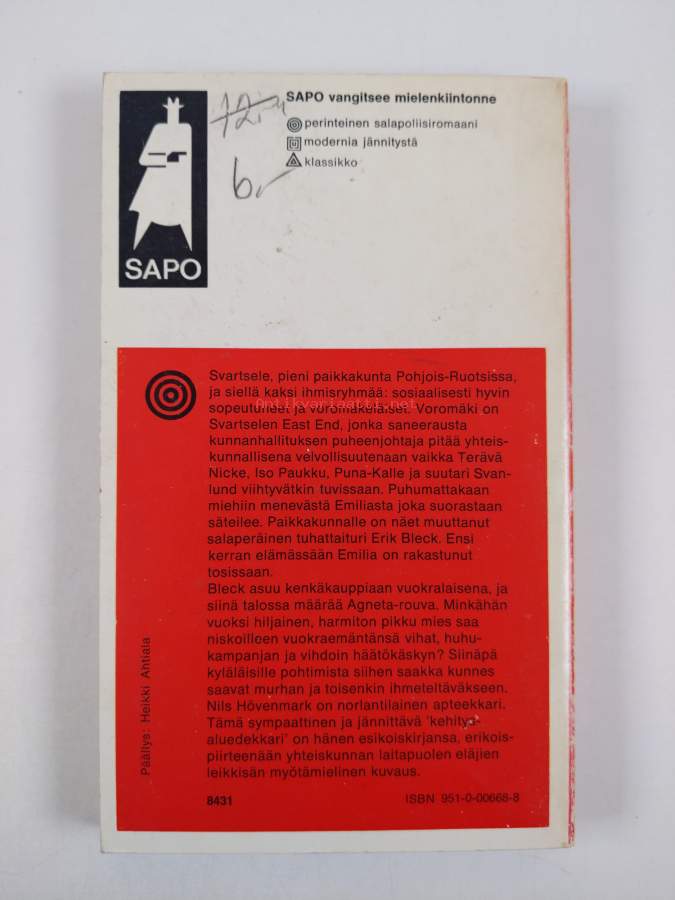 SAPO vangitsee mielenkiintonne
12,-
perinteinen salapoliisiromaani
modernia jännitystä
klassikko
6,-
SAPO
Svartsele, pieni paikkakunta Pohjois-Ruotsissa,
ja siellä kaksi ihmisryhmää: sosiaalisesti hyvin
sopeutuneet ja voromäkeläiset. Voromäki on
antikvariaatti.net
Svartselen East End, jonka saneerausta
kunnanhallituksen puheenjohtaja pitää yhteis-
kunnallisena velvollisuutenaan vaikka Terävä
Nicke, Iso Paukku, Puna-Kalle ja suutari Svan-
lund viihtyvätkin tuvissaan. Puhumattakaan
miehiin menevästä Emiliasta joka suorastaan
säteilee. Paikkakunnalle on näet muuttanut
salaperäinen tuhattaituri Erik Bleck. Ensi
kerran elämässään Emilia on rakastunut
tosissaan.
Bleck asuu kenkäkauppiaan vuokralaisena, ja
siinä talossa määrää Agneta-rouva. Minkähän
vuoksi hiljainen, harmiton pikku mies saa
niskoilleen vuokraemäntänsä vihat, huhu-
kampanjan ja vihdoin häätökäskyn? Siinäpä
kyläläisille pohtimista siihen saakka kunnes
saavat murhan ja toisenkin ihmeteltäväkseen.
Nils Hövenmark on norlantilainen apteekkari.
Tämä sympaattinen ja jännittävä 'kehitys-
aluedekkari' on hänen esikoiskirjansa, erikois-
piirteenään yhteiskunnan laitapuolen eläjien
leikkisän myötämielinen kuvaus.
Päällys: Heikki Ahtiala
8431
ISBN 951-0-00668-8